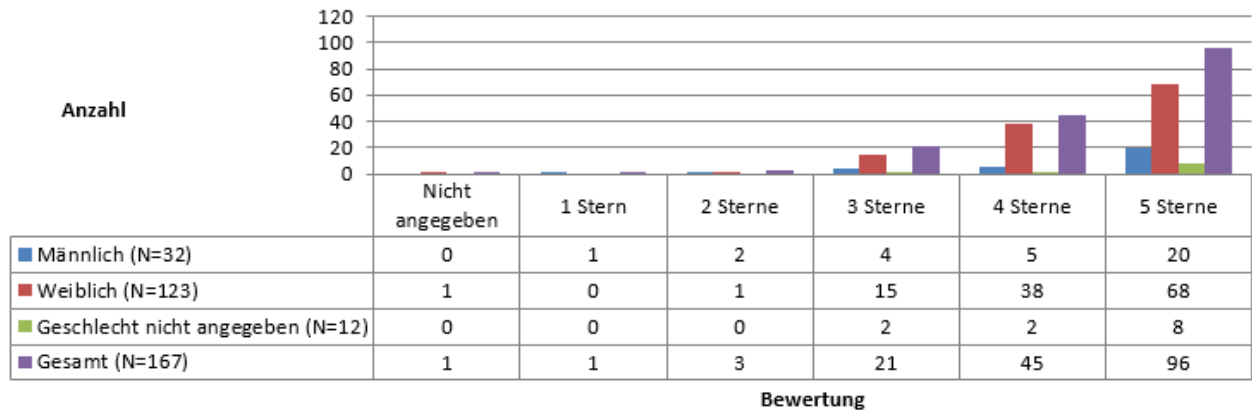 120
100
80
60
40
20
0
Anzahl
Nicht angegeben 1 Stern 2 Sterne 3 Sterne 4 Sterne 5 Sterne
Männlich (N=32) 0 1 2 4 5 20
Weiblich (N=123) 1 0 1 15 38 68
Geschlecht nicht angegeben (N=12) 0 0 0 2 2 8
Gesamt (N=167) 1 1 3 21 45 96
Bewertung